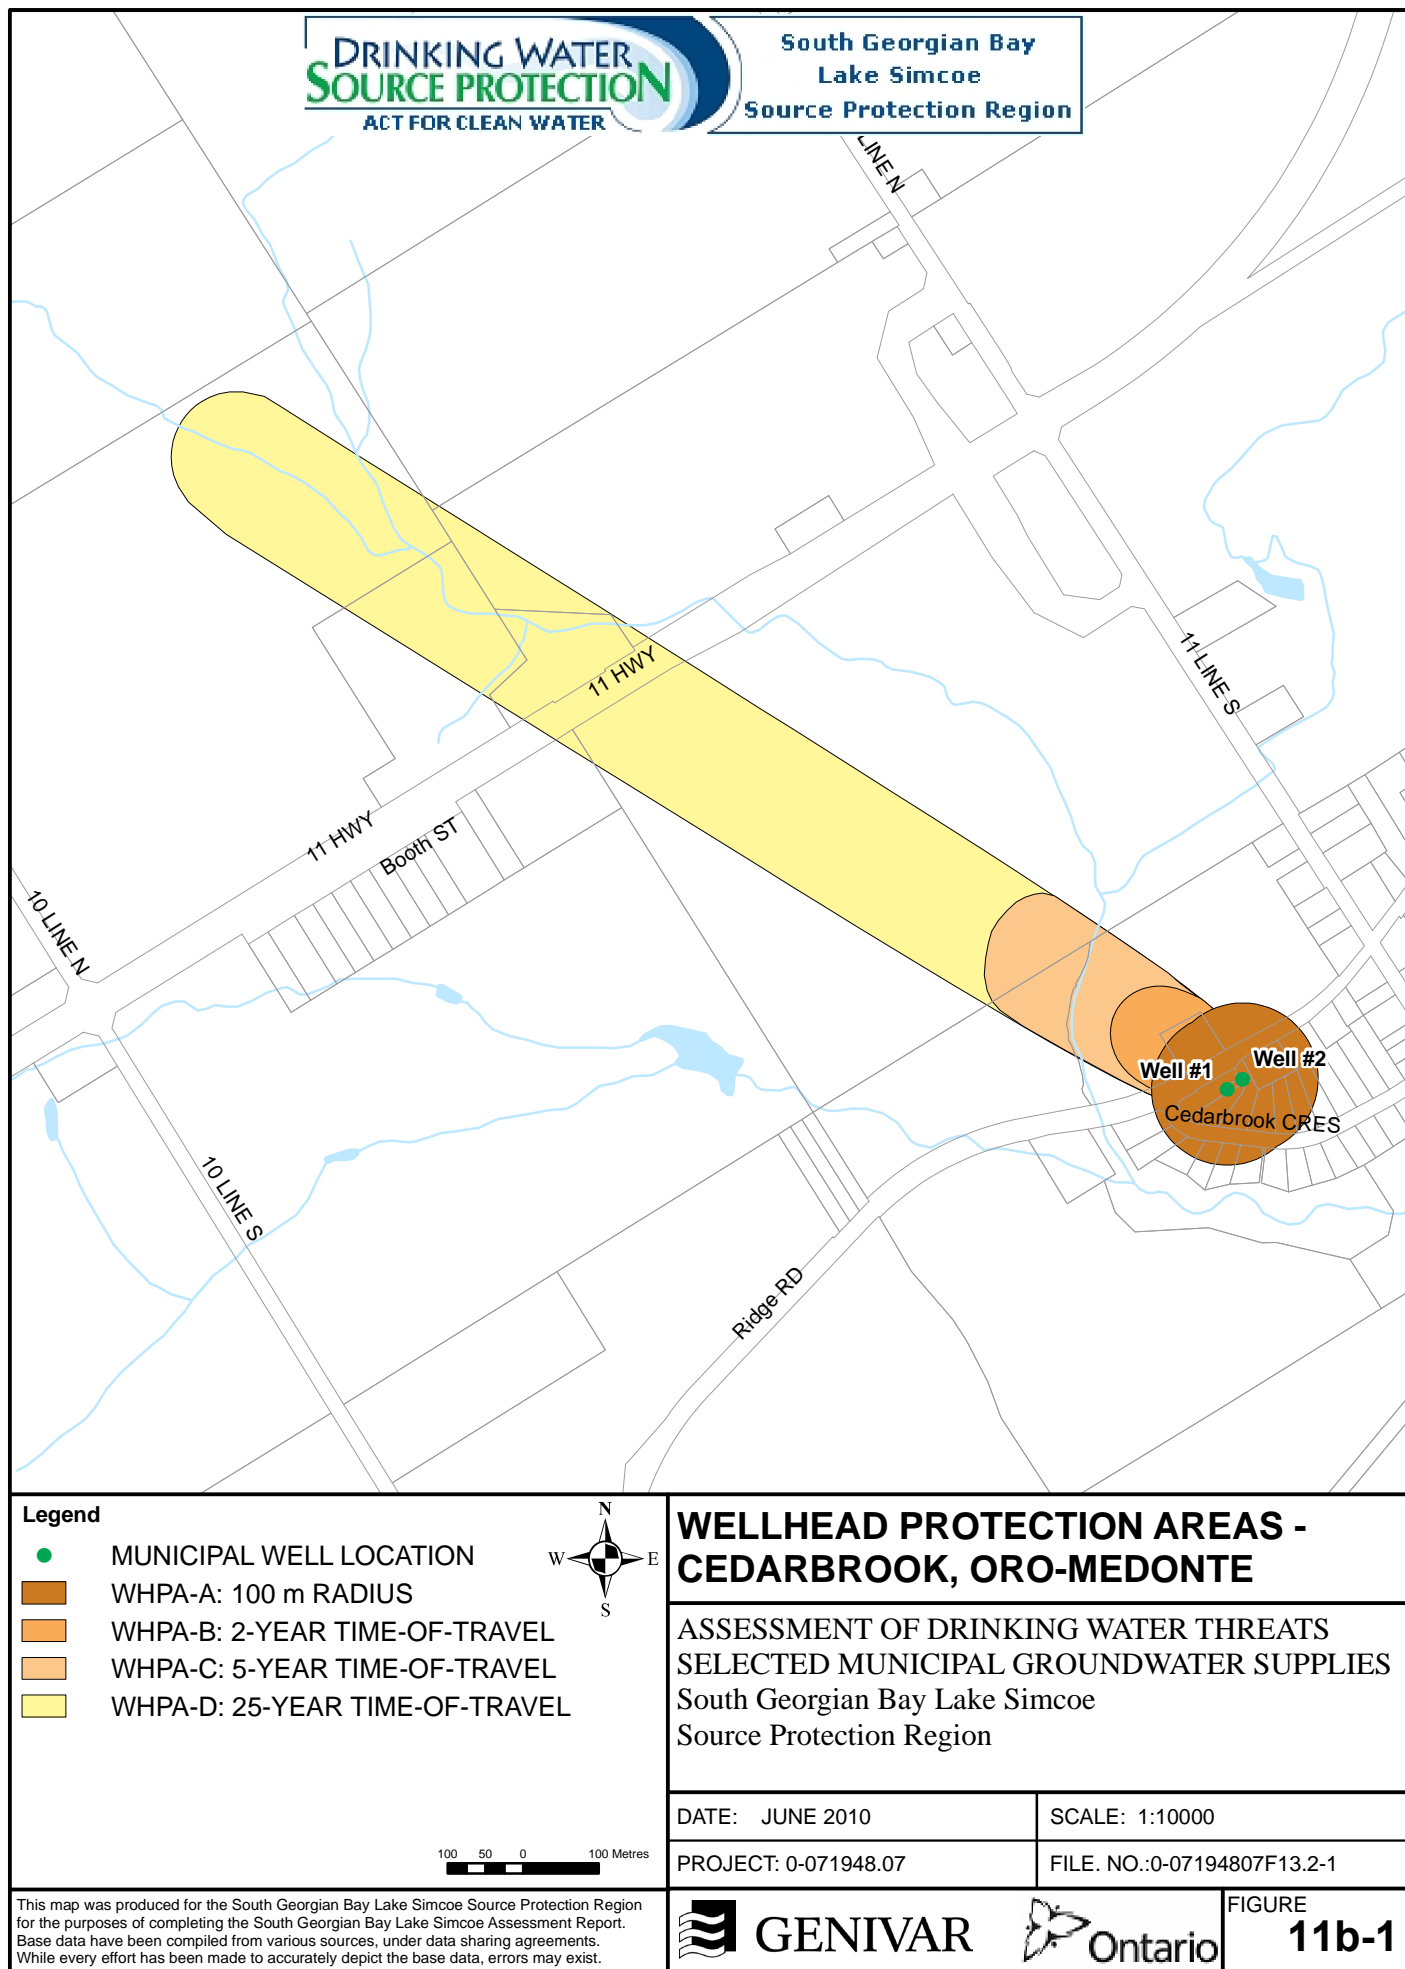 DRINKING WATER
SOURCE PROTECTION
ACT FOR CLEAN WATER
South Georgian Bay
Lake Simcoe
Source Protection Region
LINE N
11 LINE S
11 HWY
11 HWY
Booth ST
10 LINE N
Well #1
Well #2
Cedarbrook CRES
10 LINE S
Ridge RD
Legend
MUNICIPAL WELL LOCATION
WHPA-A: 100 m RADIUS
WHPA-B: 2-YEAR TIME-OF-TRAVEL
WHPA-C: 5-YEAR TIME-OF-TRAVEL
WHPA-D: 25-YEAR TIME-OF-TRAVEL
N
W E
S
100 50 0 100 Metres
WELLHEAD PROTECTION AREAS -
CEDARBROOK, ORO-MEDONTE
ASSESSMENT OF DRINKING WATER THREATS
SELECTED MUNICIPAL GROUNDWATER SUPPLIES
South Georgian Bay Lake Simcoe
Source Protection Region
DATE: JUNE 2010
SCALE: 1:10000
PROJECT: 0-071948.07
FILE. NO.:0-07194807F13.2-1
This map was produced for the South Georgian Bay Lake Simcoe Source Protection Region
for the purposes of completing the South Georgian Bay Lake Simcoe Assessment Report.
Base data have been compiled from various sources, under data sharing agreements.
While every effort has been made to accurately depict the base data, errors may exist.
GENIVAR
Ontario
FIGURE
11b-1